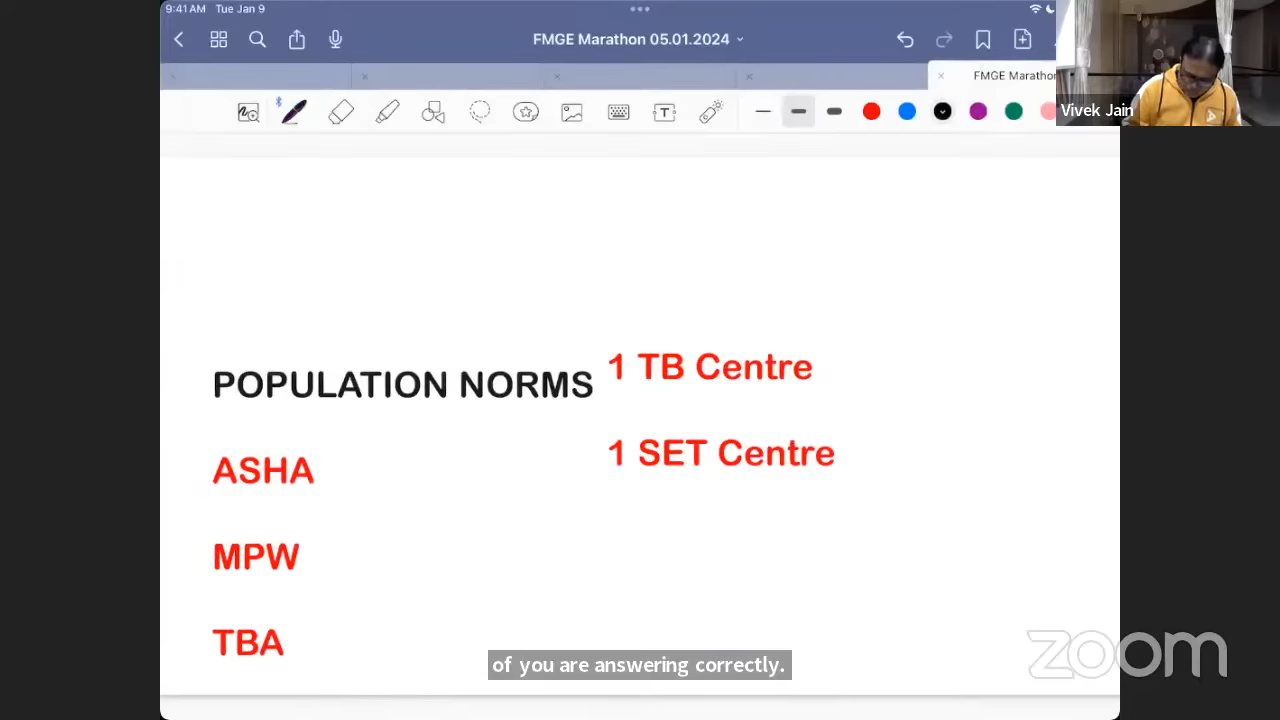 9:41 AM Tue Jan 9
FMGE Marathon 05.01.2024
FMGE Marathon
T
Vivek Jain
POPULATION NORMS
1 TB Centre
1 SET Centre
ASHA
MPW
TBA
of you are answering correctly.
zoom